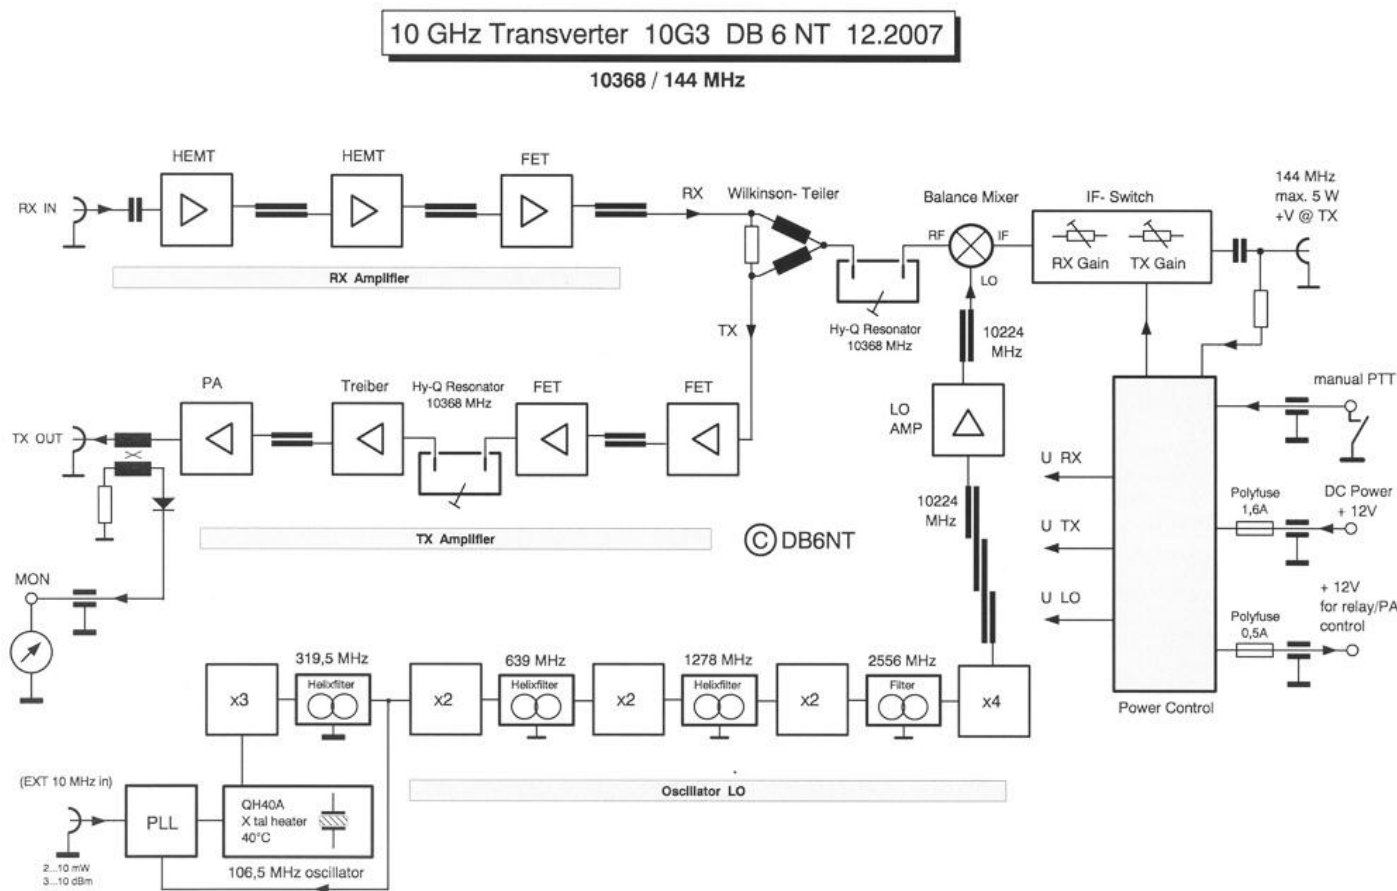 10 GHz Transverter 10G3 DB 6 NT 12.2007
10368 / 144 MHz
HEMT
HEMT
FET
RX IN
RX
Wilkinson- Teiler
Balance Mixer
IF- Switch
144 MHz
max. 5 W
+V @ TX
RF
IF
LO
RX Gain
TX Gain
RX Amplifier
Hy-Q Resonator
10368 MHz
TX
10224
MHz
PA
Treiber
Hy-Q Resonator
10368 MHz
FET
FET
LO
AMP
manual PTT
TX OUT
U RX
10224
MHz
Polyfuse
1,6A
DC Power
+ 12V
TX Amplifier
© DB6NT
U TX
MON
U LO
+ 12V
for relay/PA
control
Polyfuse
0,5A
319,5 MHz
639 MHz
1278 MHz
2556 MHz
x3
Helixfilter
x2
Helixfilter
x2
Helixfilter
x2
Filter
x4
Power Control
(EXT 10 MHz in)
Oscillator LO
PLL
QH40A
X tal heater
40°C
2...10 mW
3...10 dBm
106,5 MHz oscillator